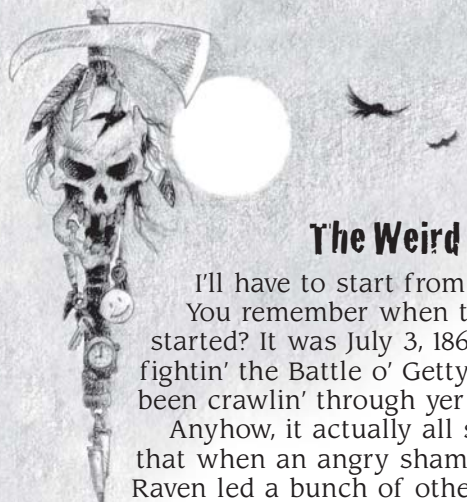 The Weird
I'll have to start from
You remember when t
started? It was July 3, 186
fightin' the Battle o' Getty
been crawlin' through yer
Anyhow, it actually all s
that when an angry sham
Raven led a bunch of othe